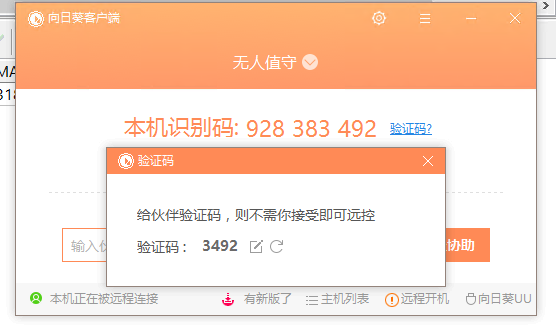 向日葵客户端
无人值守
MA
318
本机识别码: 928 383 492 验证码?
验证码
给伙伴验证码，则不需你接受即可远控
验证码： 3492
输入伙
协助
本机正在被远程连接 有新版了 主机列表 远程开机 向日葵UU